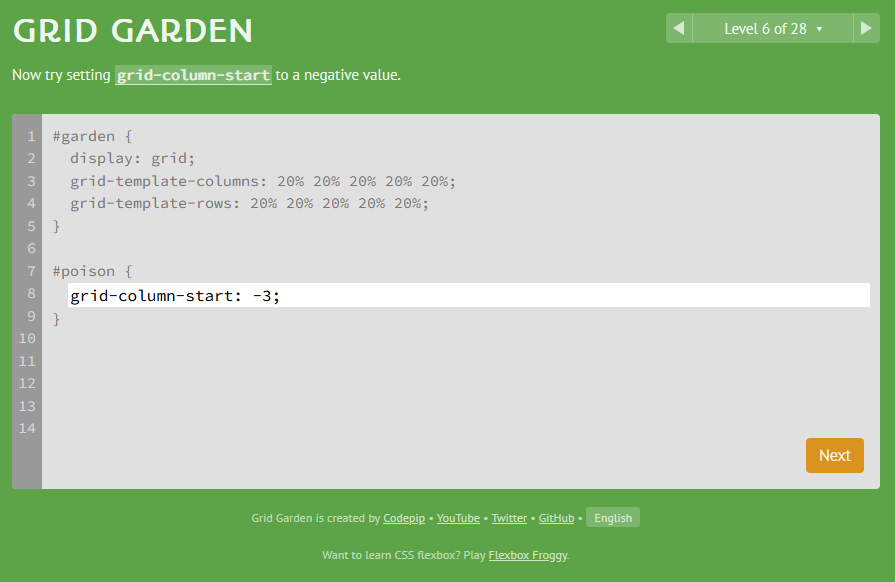 GRID GARDEN
Level 6 of 28 ▾
Now try setting grid-column-start to a negative value.
1 #garden {
2 display: grid;
3 grid-template-columns: 20% 20% 20% 20% 20%;
4 grid-template-rows: 20% 20% 20% 20% 20%;
5 }
6
7 #poison {
8 grid-column-start: -3;
9 }
10
11
12
13
14
Next
Grid Garden is created by Codepip • YouTube • Twitter • GitHub • English
Want to learn CSS flexbox? Play Flexbox Froggy.